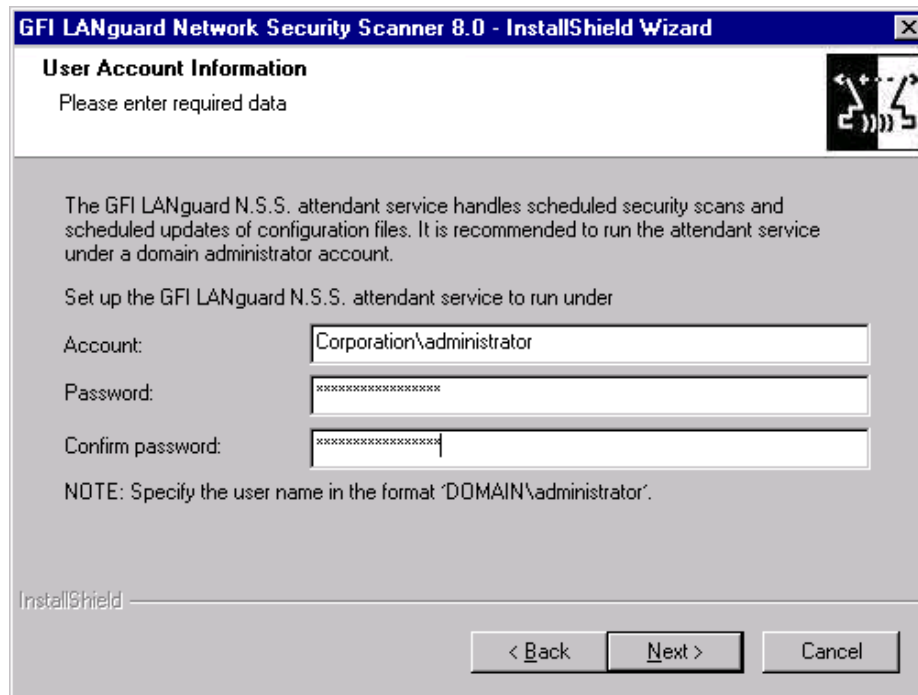 GFI LANguard Network Security Scanner 8.0 - InstallShield Wizard
User Account Information
Please enter required data
The GFI LANguard N.S.S. attendant service handles scheduled security scans and
scheduled updates of configuration files. It is recommended to run the attendant service
under a domain administrator account.
Set up the GFI LANguard N.S.S. attendant service to run under
Account:
Corporation\administrator
Password:
*****************
Confirm password:
*****************
NOTE: Specify the user name in the format 'DOMAIN\administrator'.
InstallShield
< Back
Next >
Cancel